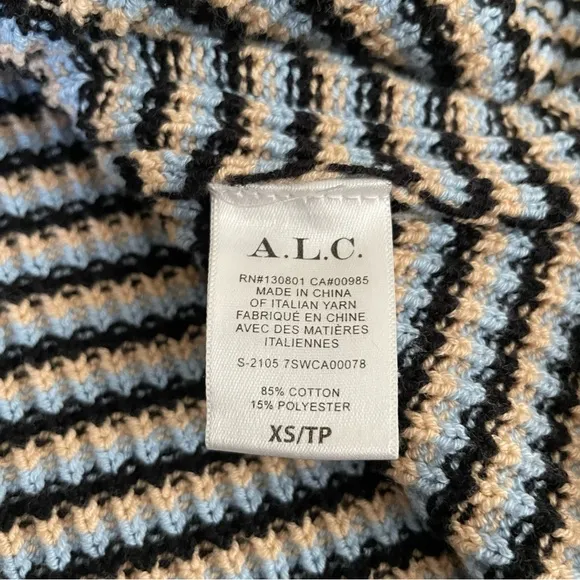 A.L.C.
RN#130801 CA#00985
MADE IN CHINA
OF ITALIAN YARN
FABRIQUÉ EN CHINE
AVEC DES MATIÈRES
ITALIENNES
S-2105 7SWCA00078
85% COTTON
15% POLYESTER
XS/TP